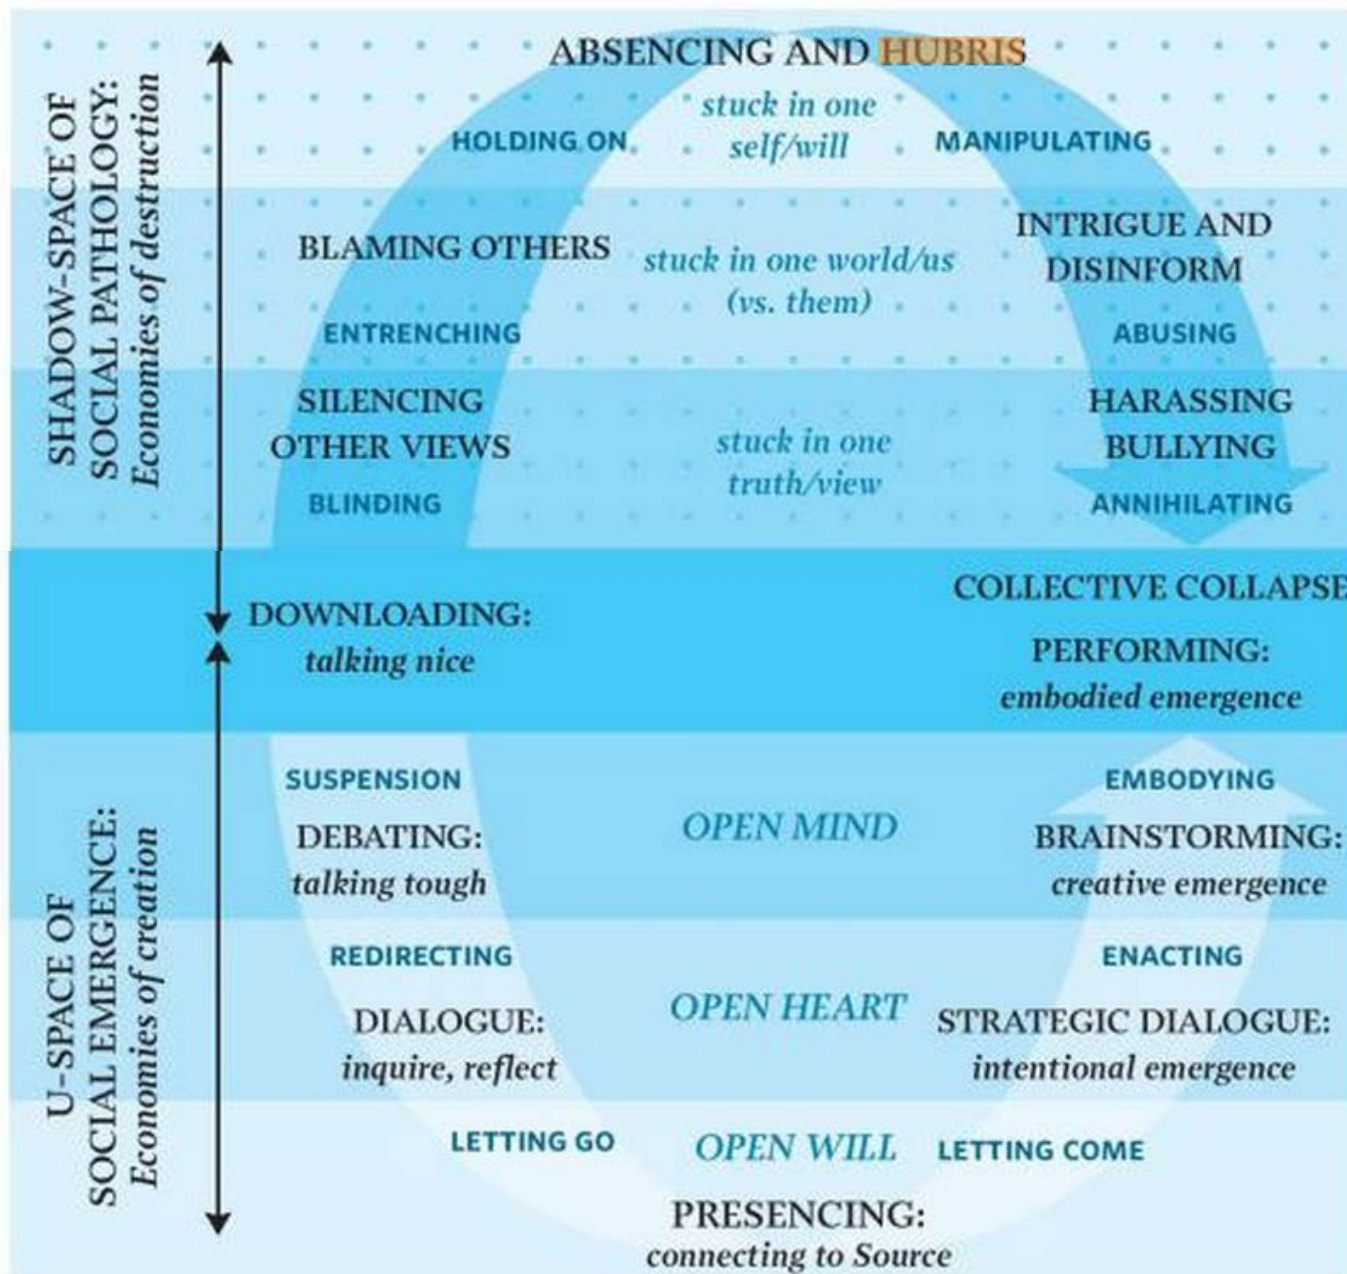 SHADOW-SPACE OF
SOCIAL PATHOLOGY:
Economies of destruction
ABSENCING AND HUBRIS
stuck in one
self/will
HOLDING ON
MANIPULATING
BLAMING OTHERS
stuck in one world/us
(vs. them)
INTRIGUE AND
DISINFORM
ENTRENCHING
ABUSING
SILENCING
OTHER VIEWS
stuck in one
truth/view
HARASSING
BULLYING
BLINDING
ANNIHILATING
DOWNLOADING:
talking nice
COLLECTIVE COLLAPSE
PERFORMING:
embodied emergence
U-SPACE OF
SOCIAL EMERGENCE:
Economies of creation
SUSPENSION
EMBODYING
DEBATING:
talking tough
OPEN MIND
BRAINSTORMING:
creative emergence
REDIRECTING
ENACTING
DIALOGUE:
inquire, reflect
OPEN HEART
STRATEGIC DIALOGUE:
intentional emergence
LETTING GO
OPEN WILL
LETTING COME
PRESENCING:
connecting to Source